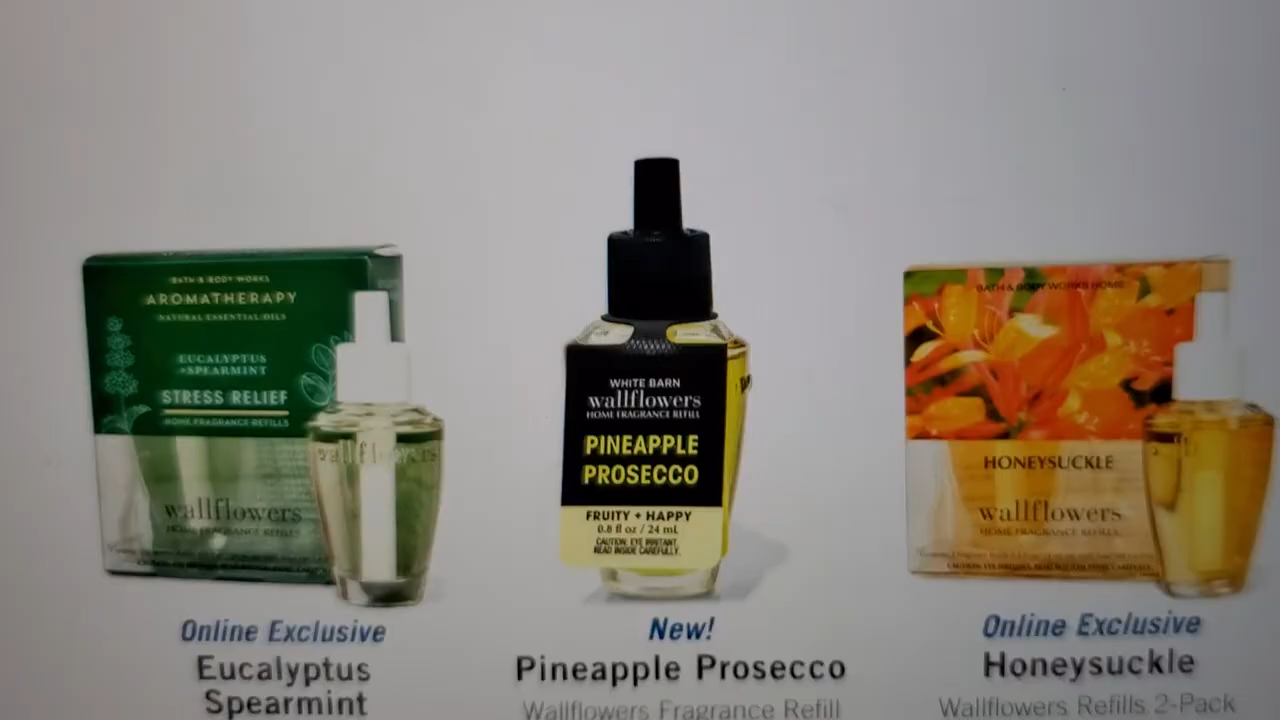 BATH & BODY WORKS
AROMATHERAPY
NATURAL ESSENTIAL OILS
EUCALYPTUS
+SPEARMINT
STRESS RELIEF
HOME FRAGRANCE REFILLS
wallflowers
wallflowers
HOME FRAGRANCE REFILLS
Online Exclusive
Eucalyptus
Spearmint
WHITE BARN
wallflowers
HOME FRAGRANCE REFILL
PINEAPPLE
PROSECCO
FRUITY + HAPPY
0.8 fl oz / 24 mL
CAUTION: EYE IRRITANT.
READ INSIDE CAREFULLY.
New!
Pineapple Prosecco
Wallflowers Fragrance Refill
BATH & BODY WORKS HOME
HONEYSUCKLE
wallflowers
HOME FRAGRANCE REFILLS
Online Exclusive
Honeysuckle
Wallflowers Refills 2-Pack